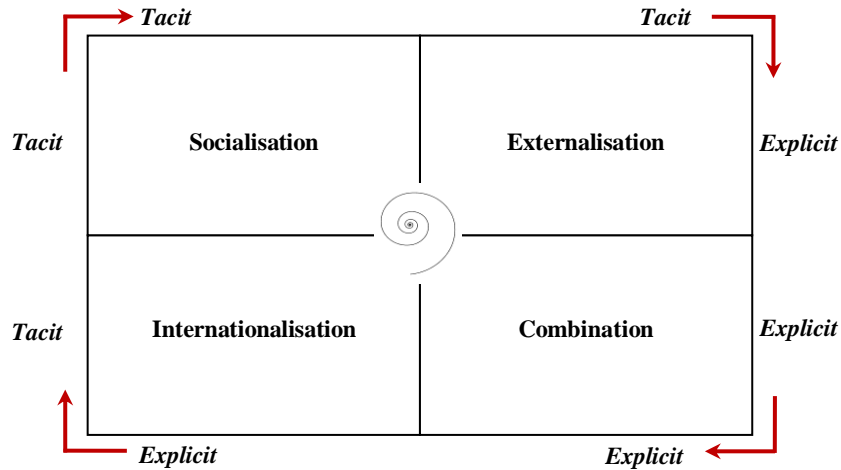 Tacit Tacit
Tacit Socialisation Externalisation Explicit
Tacit Internationalisation Combination Explicit
Explicit Explicit